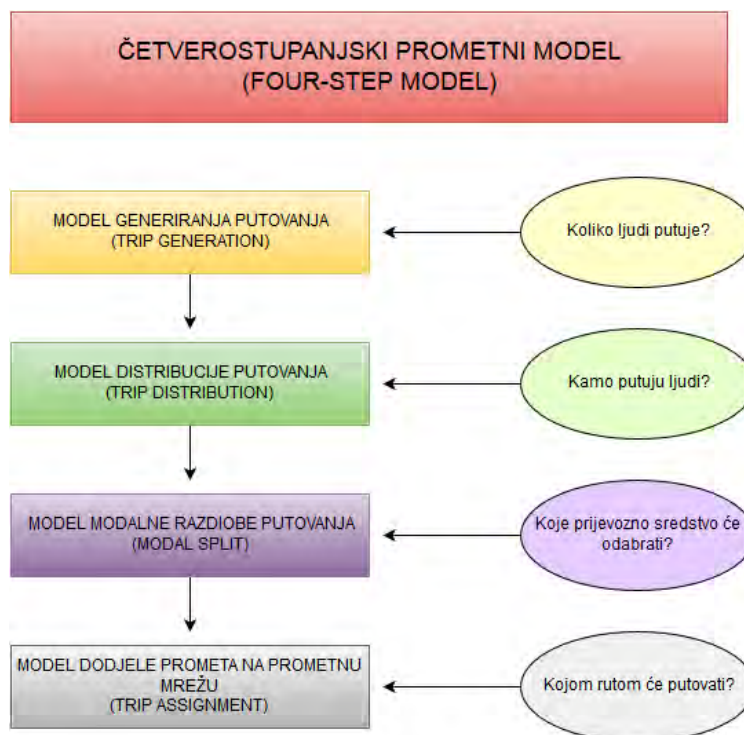 ČETVEROSTUPANJSKI PROMETNI MODEL
(FOUR-STEP MODEL)
MODEL GENERIRANJA PUTOVANJA
(TRIP GENERATION)
Koliko ljudi putuje?
MODEL DISTRIBUCIJE PUTOVANJA
(TRIP DISTRIBUTION)
Kamo putuju ljudi?
MODEL MODALNE RAZDIOBE PUTOVANJA
(MODAL SPLIT)
Koje prijevozno sredstvo će
odabrati?
MODEL DODJELE PROMETA NA PROMETNU
MREŽU
(TRIP ASSIGNMENT)
Kojom rutom će putovati?